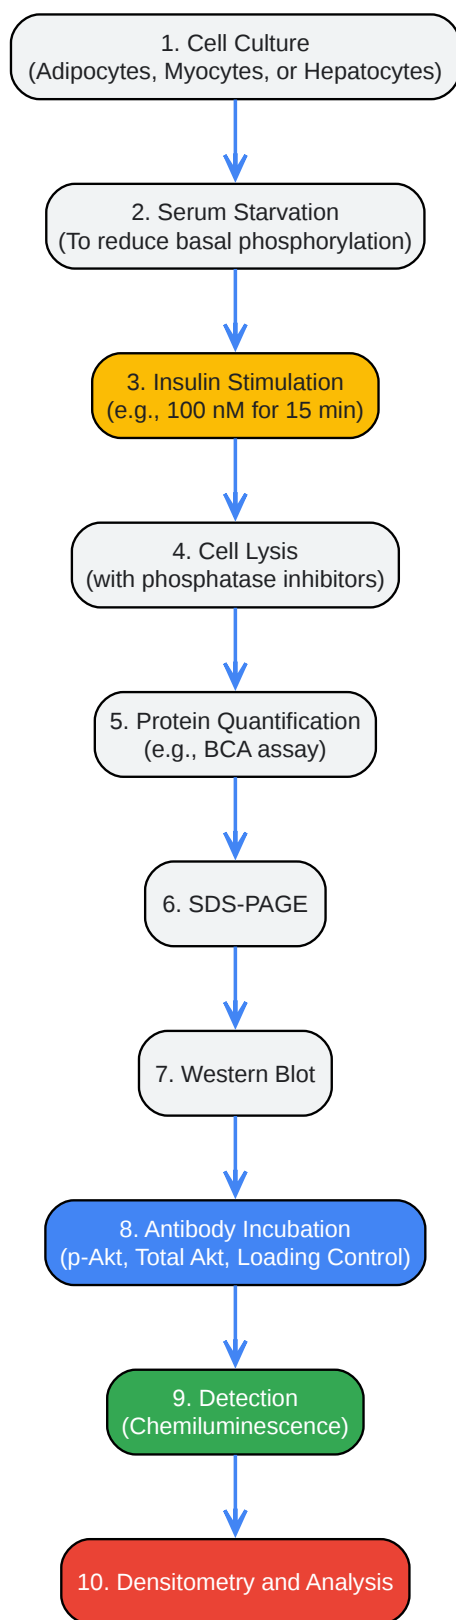 1. Cell Culture
(Adipocytes, Myocytes, or Hepatocytes)
2. Serum Starvation
(To reduce basal phosphorylation)
3. Insulin Stimulation
(e.g., 100 nM for 15 min)
4. Cell Lysis
(with phosphatase inhibitors)
5. Protein Quantification
(e.g., BCA assay)
6. SDS-PAGE
7. Western Blot
8. Antibody Incubation
(p-Akt, Total Akt, Loading Control)
9. Detection
(Chemiluminescence)
10. Densitometry and Analysis